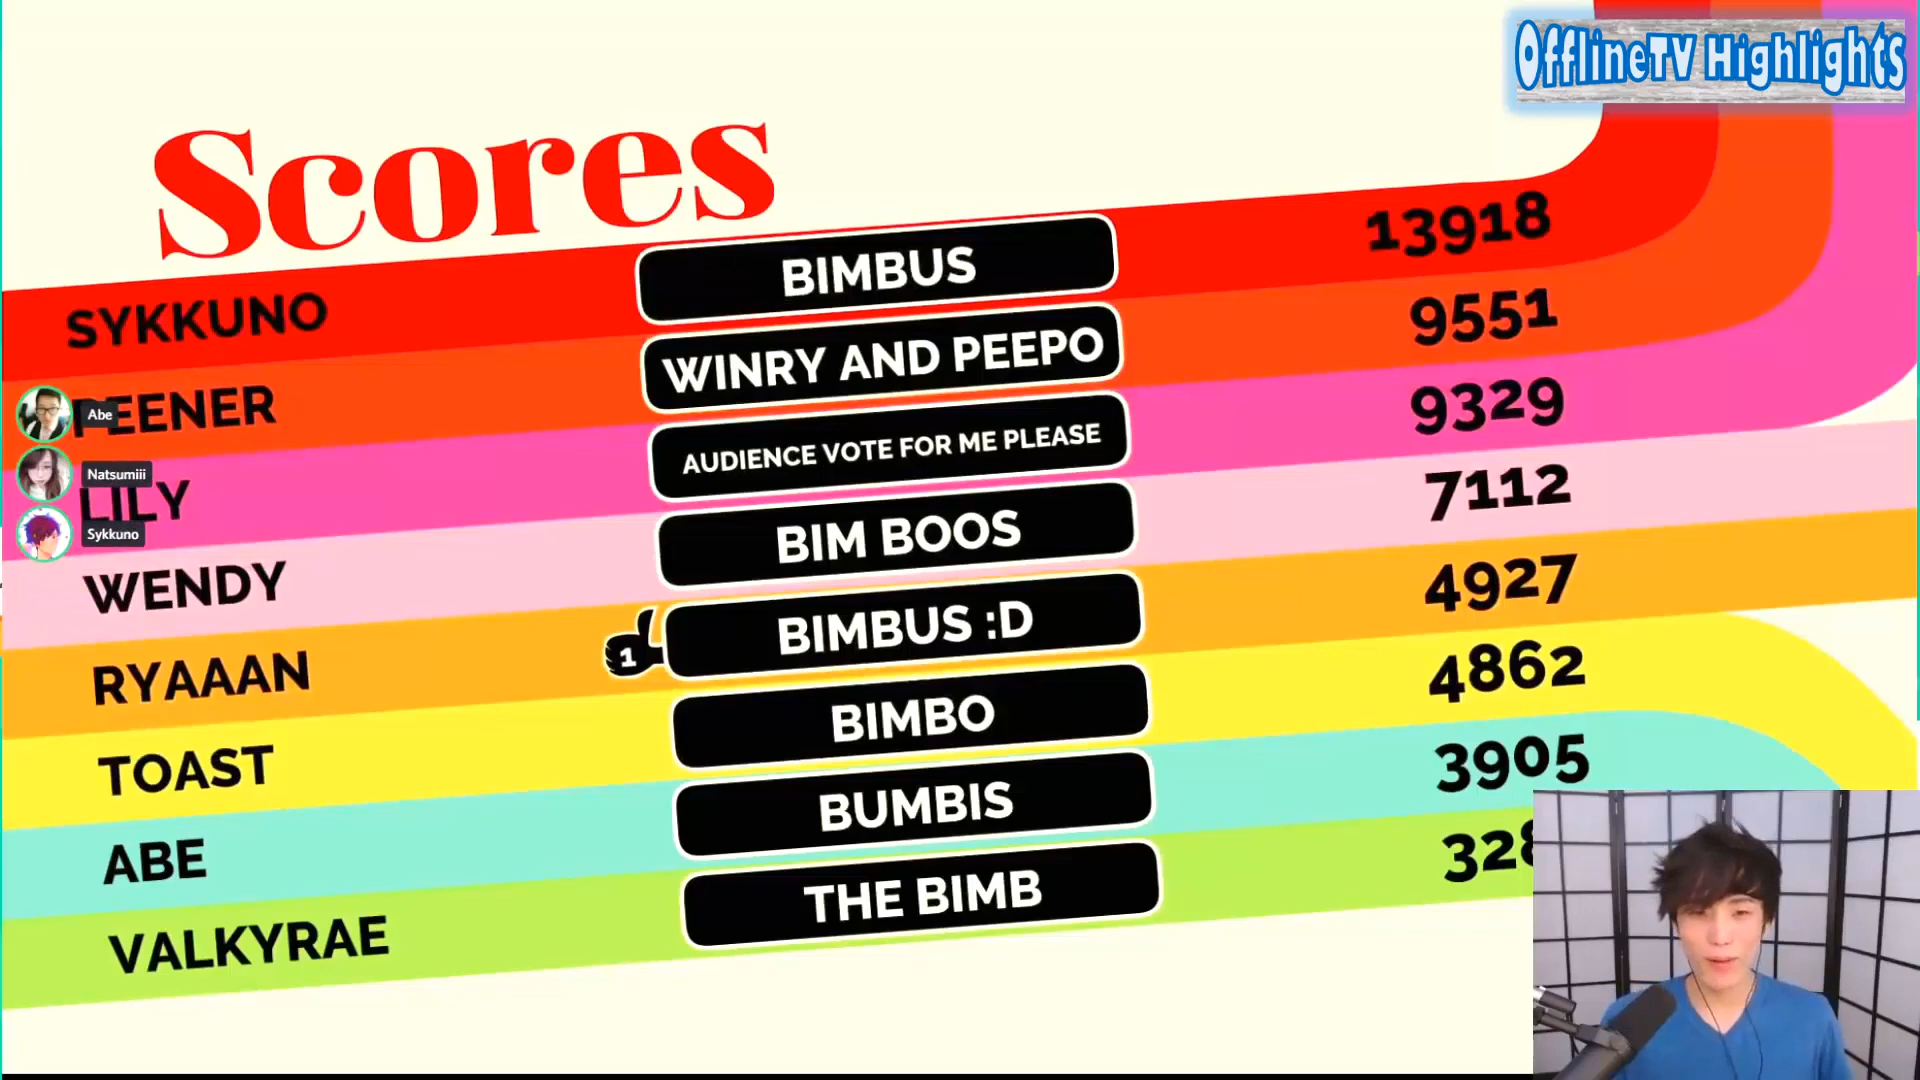 OfflineTV Highlights
Scores
SYKKUNO BIMBUS 13918
PEENER WINRY AND PEEPO 9551
Abe
LILY AUDIENCE VOTE FOR ME PLEASE 9329
Natsumiii
Sykkuno
WENDY BIM BOOS 7112
RYAAAN 1 BIMBUS :D 4927
TOAST BIMBO 4862
ABE BUMBIS 3905
VALKYRAE THE BIMB